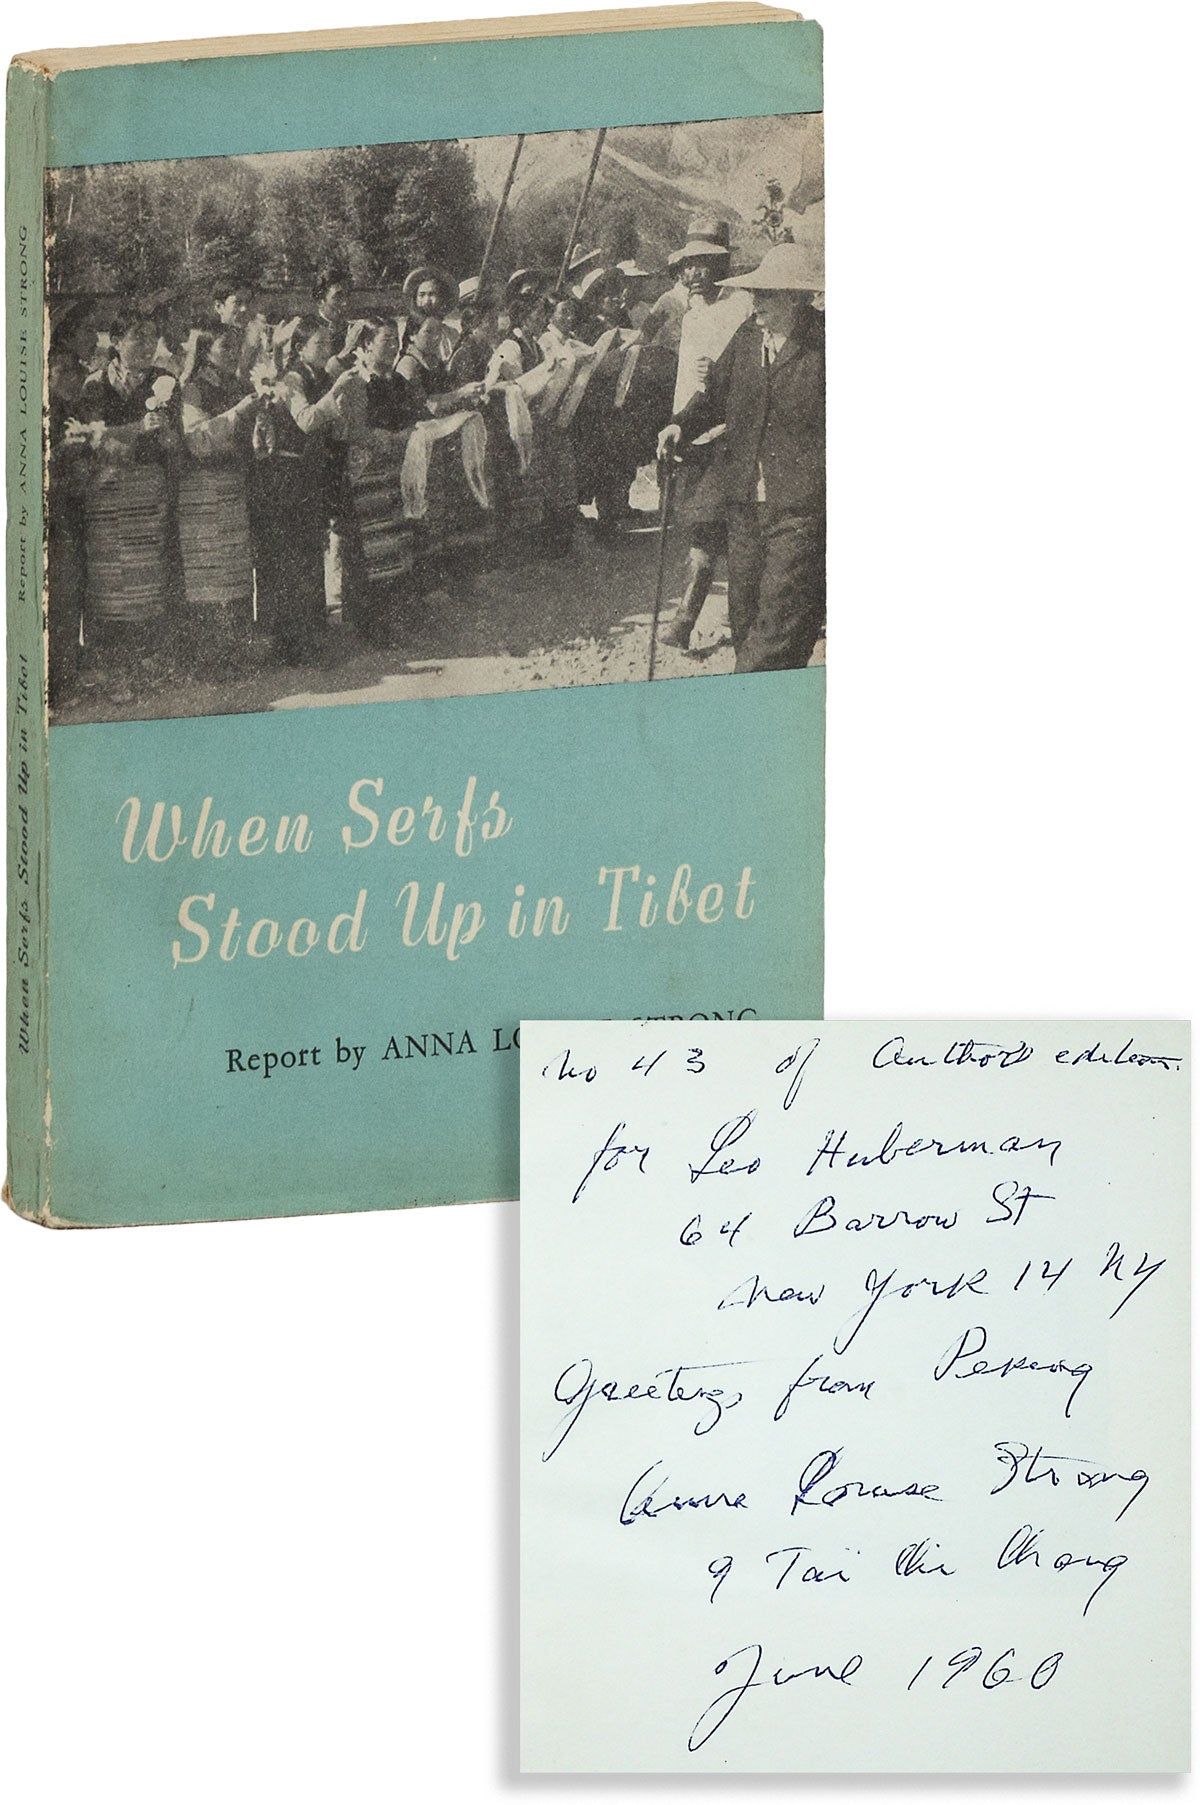 When Serfs Stood Up in Tibet Report by ANNA LOUISE STRONG
When Serfs
Stood Up in Tibet
Report by ANNA LOUISE STRONG
No 43 of Author's edition.
for Leo Huberman
64 Barrow St
New York 14 NY
Greetings from Peking
Anna Louise Strong
9 Tai Chi Chang
June 1960